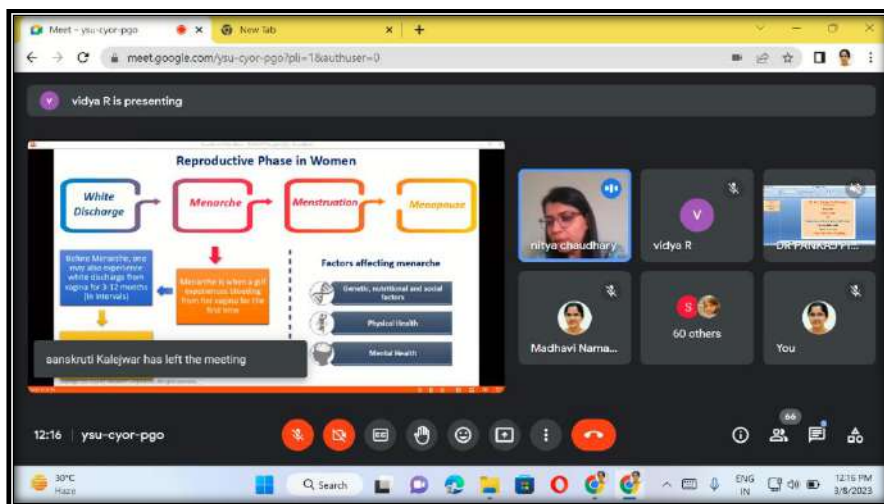 Meet – ysu-cyor-pgo
New Tab
meet.google.com/ysu-cyor-pgo?pli=1&authuser=0
V
vidya R is presenting
Reproductive Phase in Women
White Discharge
Menarche
Menstruation
Menopause
Before Menarche, one
may also experience
white discharge from
vagina for 3-12 months
(in intervals)
Menarche is when a girl
experiences bleeding
from her vagina for the
first time
Factors affecting menarche
Genetic, nutritional and social
factors
Physical Health
Mental Health
sanskruti Kalejwar has left the meeting
nitya chaudhary
V
vidya R
DR PANKAJ
Madhavi Nama...
S
60 others
You
12:16 | ysu-cyor-pgo
66
30°C
Haze
Search
ENG
IN
12:16 PM
3/8/2023